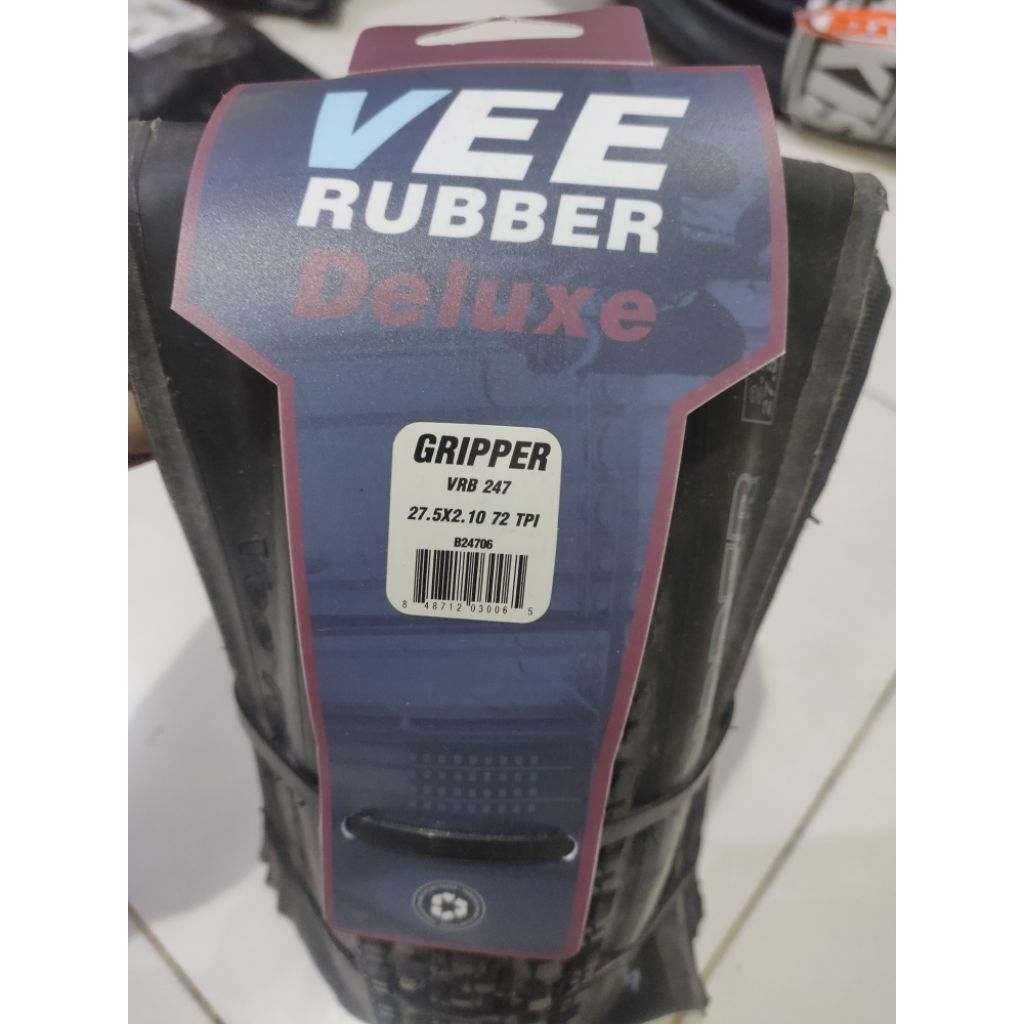 VEE
RUBBER
Deluxe
GRIPPER
VRB 247
27.5X2.10 72 TPI
B24706
8 48712 03006 5